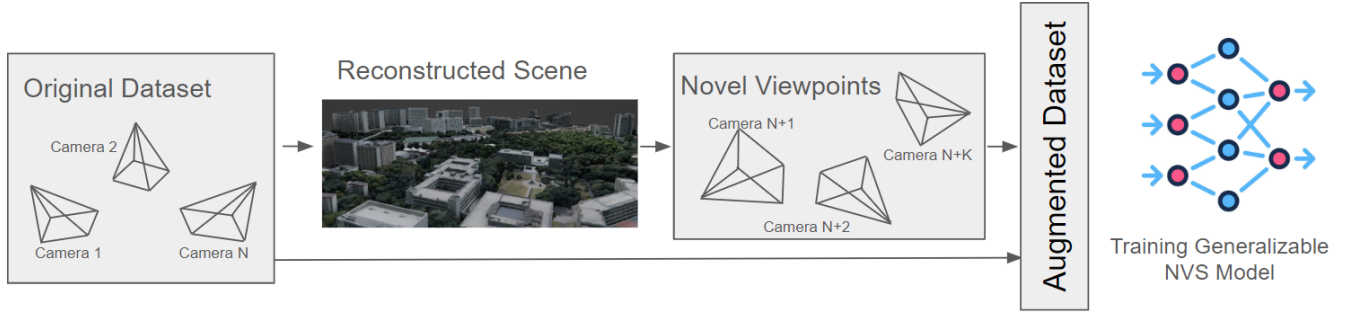 Original Dataset
Camera 2
Camera 1
Camera N
Reconstructed Scene
Novel Viewpoints
Camera N+1
Camera N+K
Camera N+2
Augmented Dataset
Training Generalizable
NVS Model